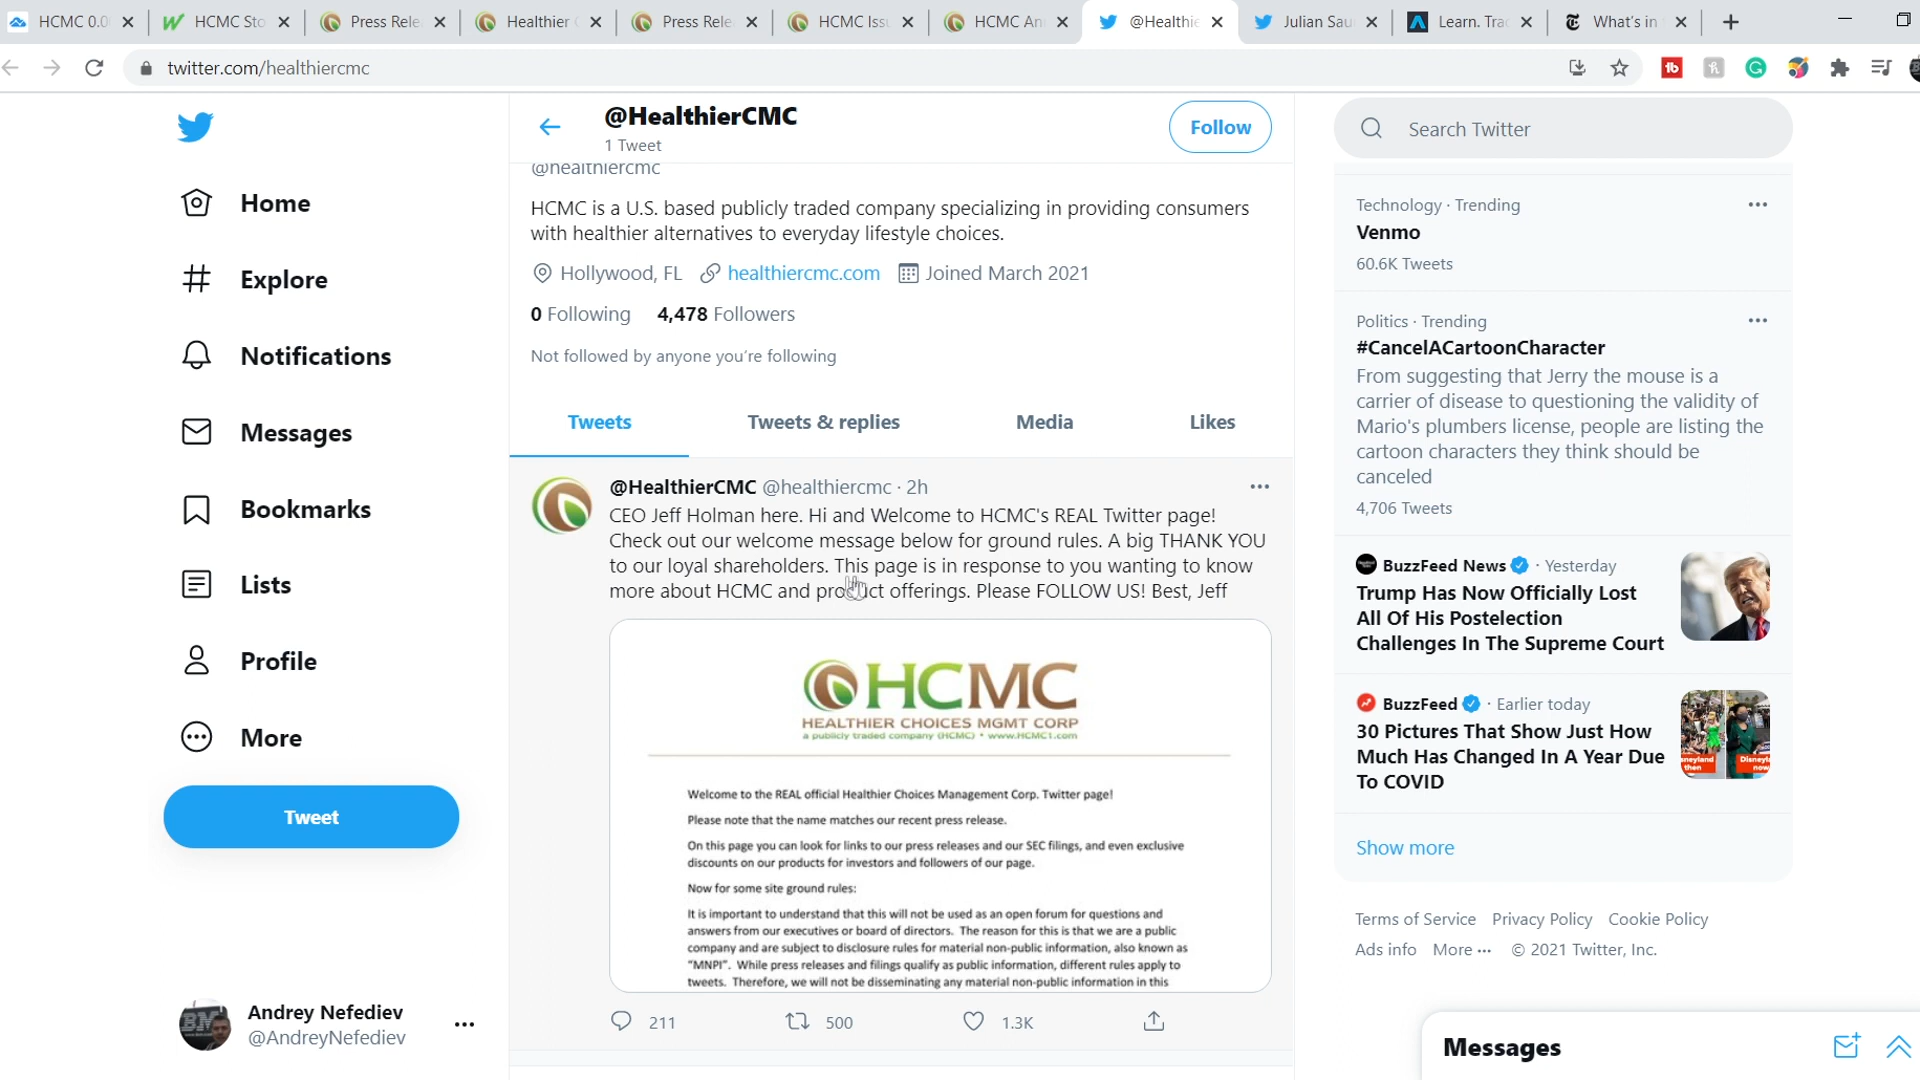 HCMC 0.0
HCMC Sto
Press Rele
Healthier C
Press Rele
HCMC Iss
HCMC An
@Healthie
Julian Sau
Learn. Trad
What's in
twitter.com/healthiercmc
@HealthierCMC
1 Tweet
Follow
@healthiercmc
HCMC is a U.S. based publicly traded company specializing in providing consumers
with healthier alternatives to everyday lifestyle choices.
Hollywood, FL healthiercmc.com Joined March 2021
0 Following 4,478 Followers
Not followed by anyone you're following
Tweets Tweets & replies Media Likes
@HealthierCMC @healthiercmc · 2h
CEO Jeff Holman here. Hi and Welcome to HCMC's REAL Twitter page!
Check out our welcome message below for ground rules. A big THANK YOU
to our loyal shareholders. This page is in response to you wanting to know
more about HCMC and product offerings. Please FOLLOW US! Best, Jeff
HCMC
HEALTHIER CHOICES MGMT CORP
a publicly traded company (HCMC) • www.HCMC1.com
Welcome to the REAL official Healthier Choices Management Corp. Twitter page!
Please note that the name matches our recent press release.
On this page you can look for links to our press releases and our SEC filings, and even exclusive
discounts on our products for investors and followers of our page.
Now for some site ground rules:
It is important to understand that this will not be used as an open forum for questions and
answers from our executives or board of directors. The reason for this is that we are a public
company and are subject to disclosure rules for material non-public information, also known as
"MNPI". While press releases and filings qualify as public information, different rules apply to
tweets. Therefore, we will not be disseminating any material non-public information in this
211 500 1.3K
Home
Explore
Notifications
Messages
Bookmarks
Lists
Profile
More
Tweet
Andrey Nefediev
@AndreyNefediev
Search Twitter
Technology · Trending
Venmo
60.6K Tweets
Politics · Trending
#CancelACartoonCharacter
From suggesting that Jerry the mouse is a
carrier of disease to questioning the validity of
Mario's plumbers license, people are listing the
cartoon characters they think should be
canceled
4,706 Tweets
BuzzFeed News · Yesterday
Trump Has Now Officially Lost
All Of His Postelection
Challenges In The Supreme Court
BuzzFeed · Earlier today
30 Pictures That Show Just How
Much Has Changed In A Year Due
To COVID
Show more
Terms of Service Privacy Policy Cookie Policy
Ads info More ··· © 2021 Twitter, Inc.
Messages